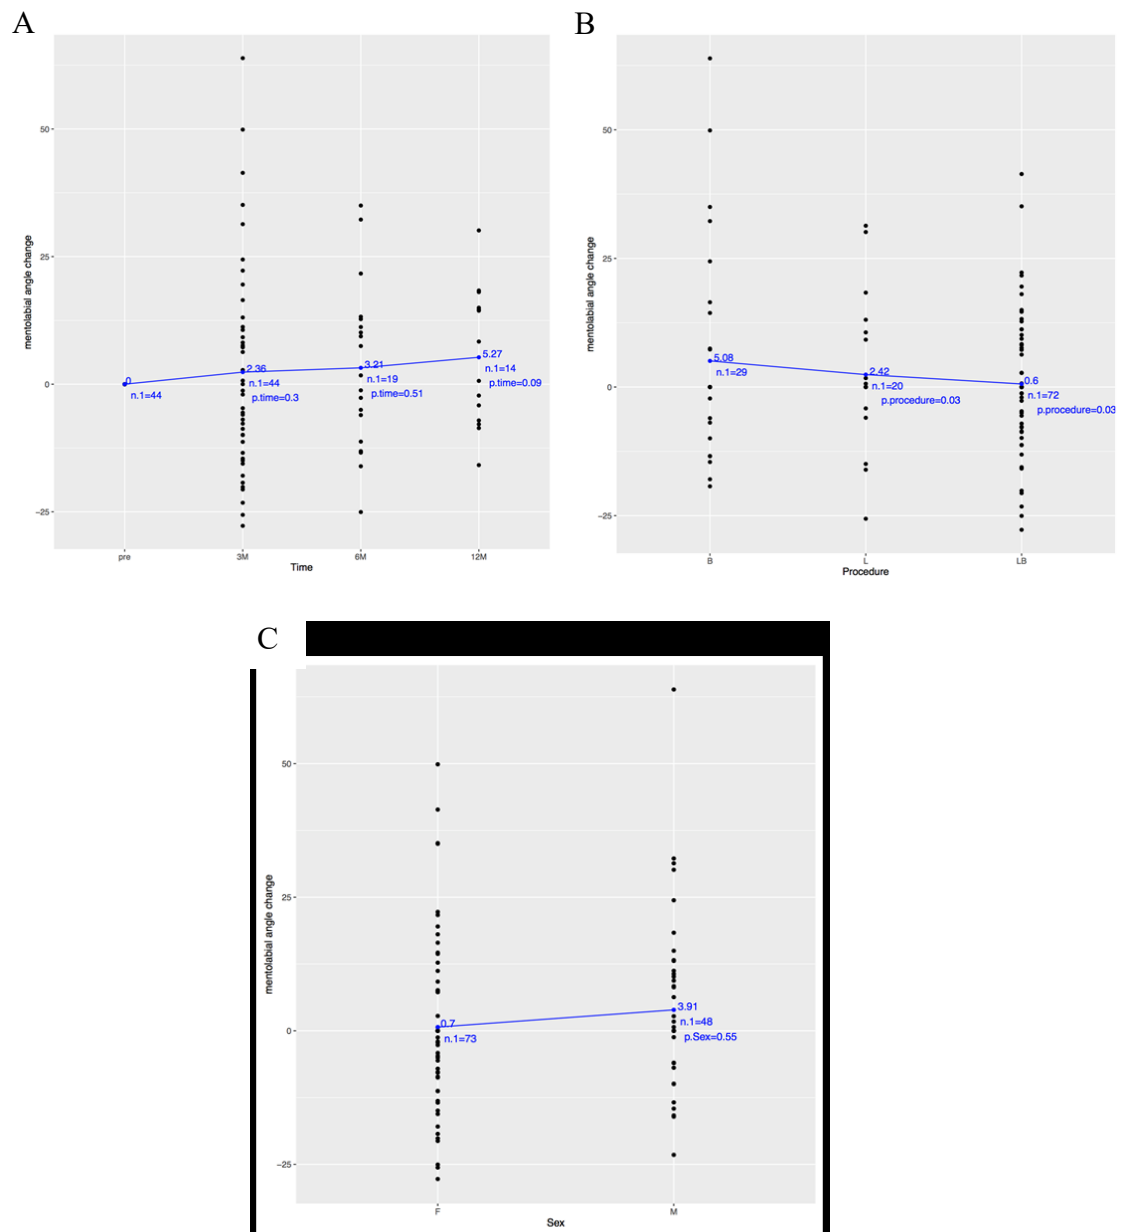 A
mentolabial angle change
50
25
0
−25
0
n.1=44
2.36
n.1=44
p.time=0.3
3.21
n.1=19
p.time=0.51
5.27
n.1=14
p.time=0.09
pre
3M
6M
12M
Time
B
mentolabial angle change
50
25
0
−25
5.08
n.1=29
2.42
n.1=20
p.procedure=0.03
0.6
n.1=72
p.procedure=0.03
B
L
LB
Procedure
C
mentolabial angle change
50
25
0
−25
0.7
n.1=73
3.91
n.1=48
p.Sex=0.55
F
M
Sex